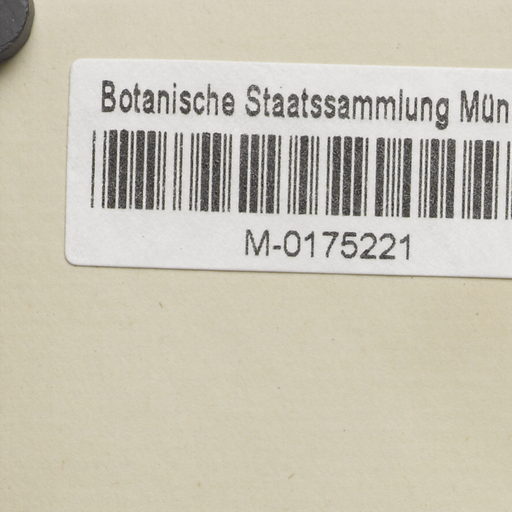 Botanische Staatssammlung Mün
M-0175221